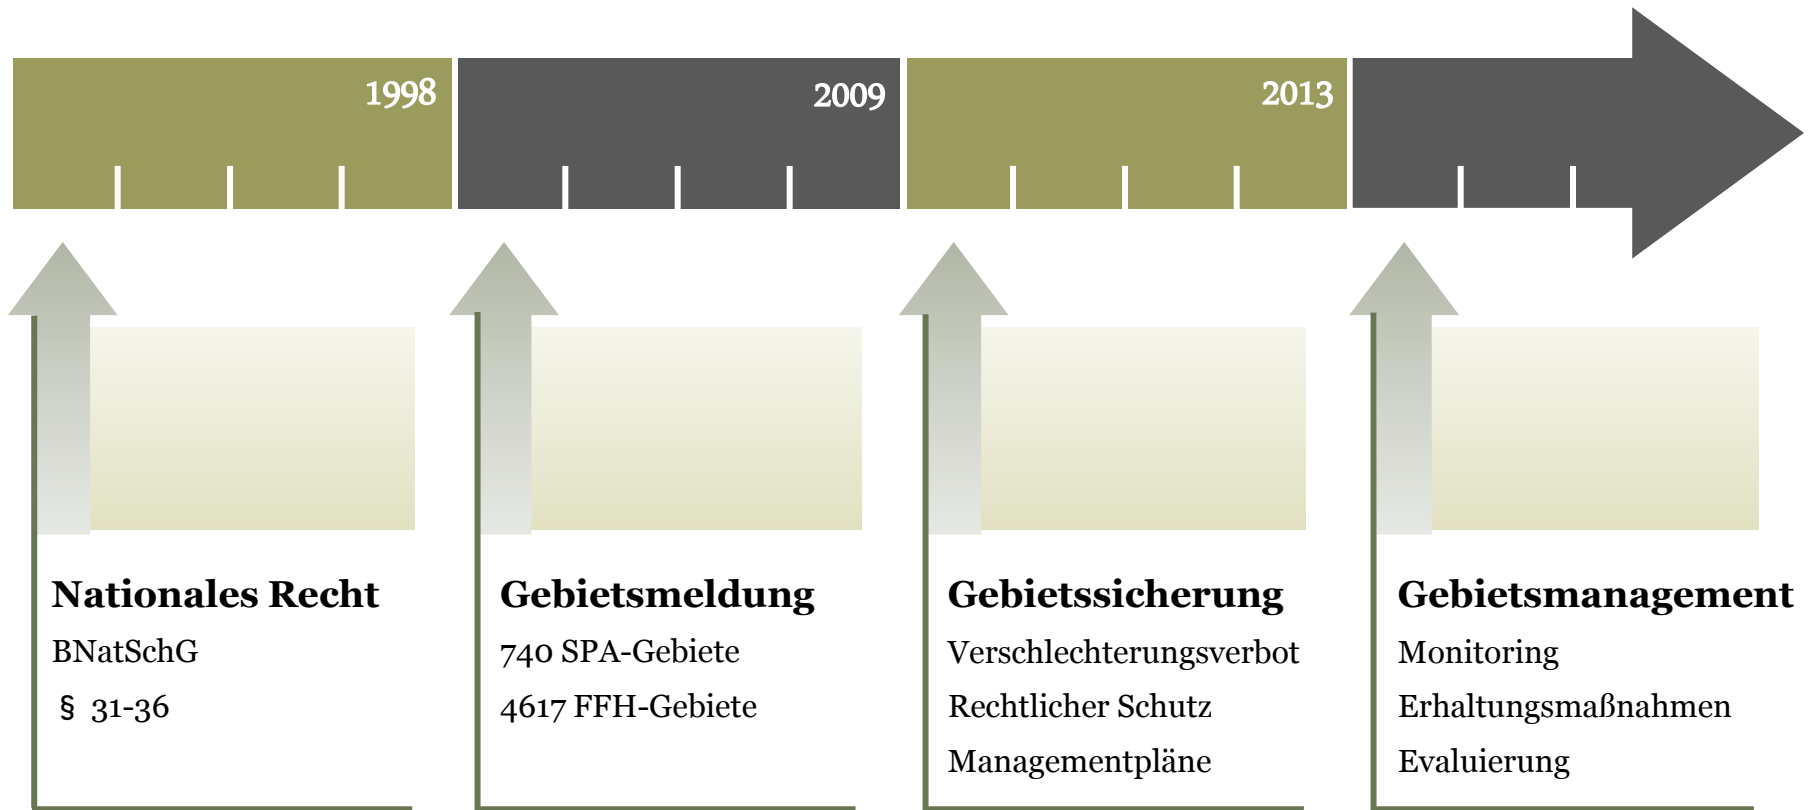 1998
2009
2013
Nationales Recht
BNatSchG
§ 31-36
Gebietsmeldung
740 SPA-Gebiete
4617 FFH-Gebiete
Gebietssicherung
Verschlechterungsverbot
Rechtlicher Schutz
Managementpläne
Gebietsmanagement
Monitoring
Erhaltungsmaßnahmen
Evaluierung